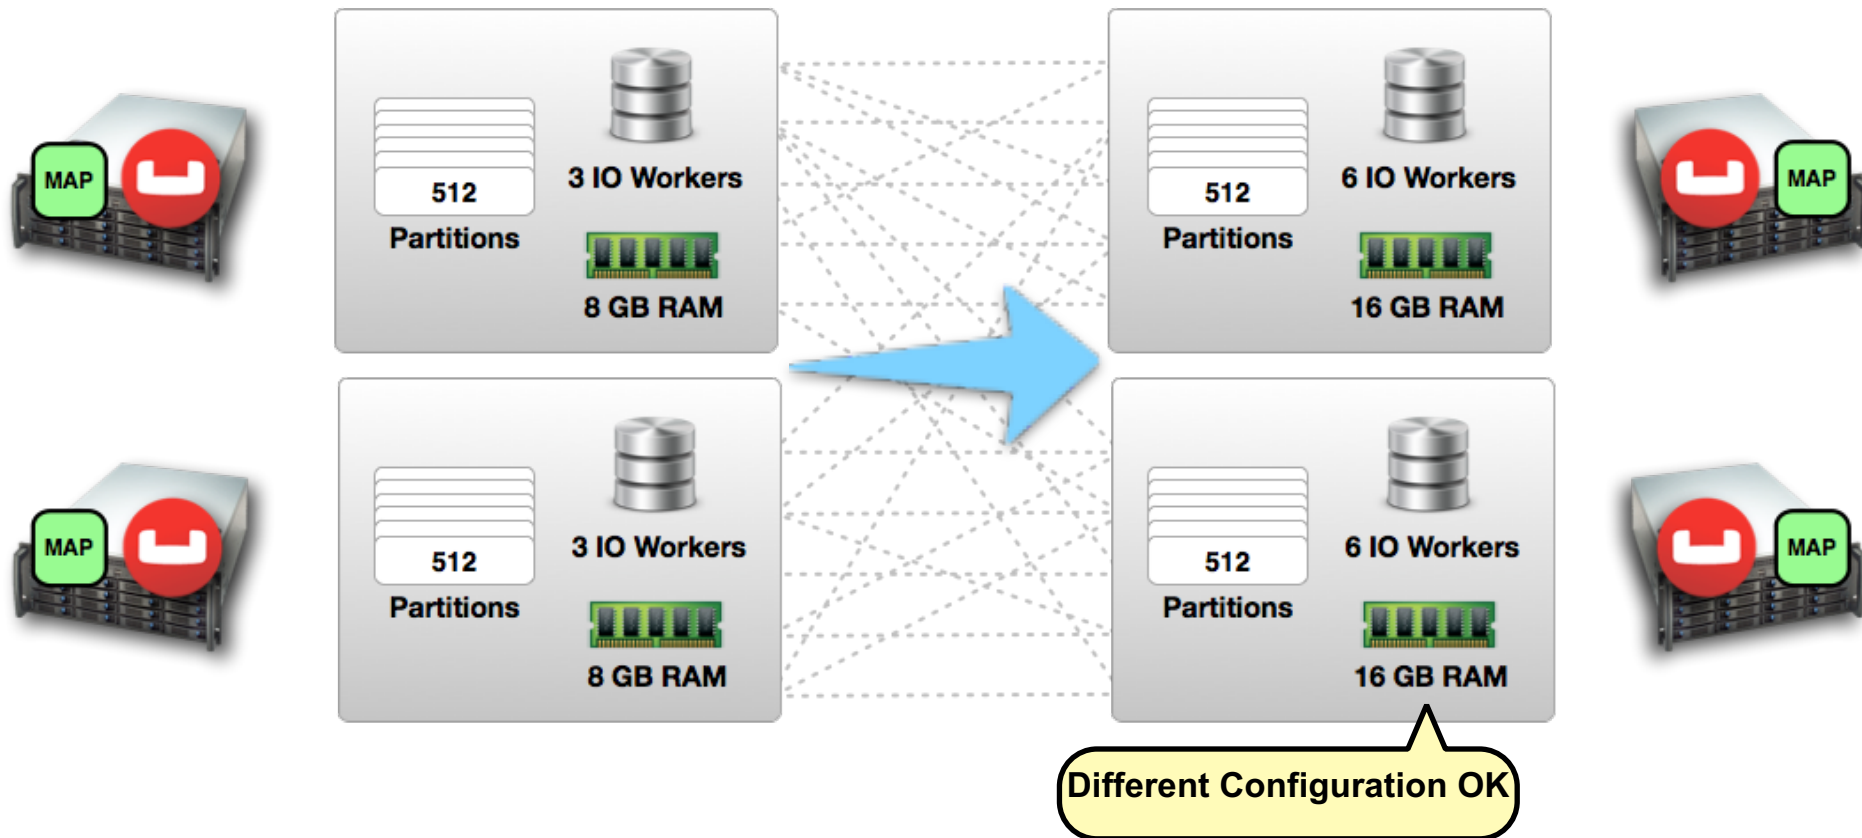 MAP
512
Partitions
3 IO Workers
8 GB RAM
512
Partitions
6 IO Workers
16 GB RAM
MAP
MAP
512
Partitions
3 IO Workers
8 GB RAM
512
Partitions
6 IO Workers
16 GB RAM
MAP
Different Configuration OK